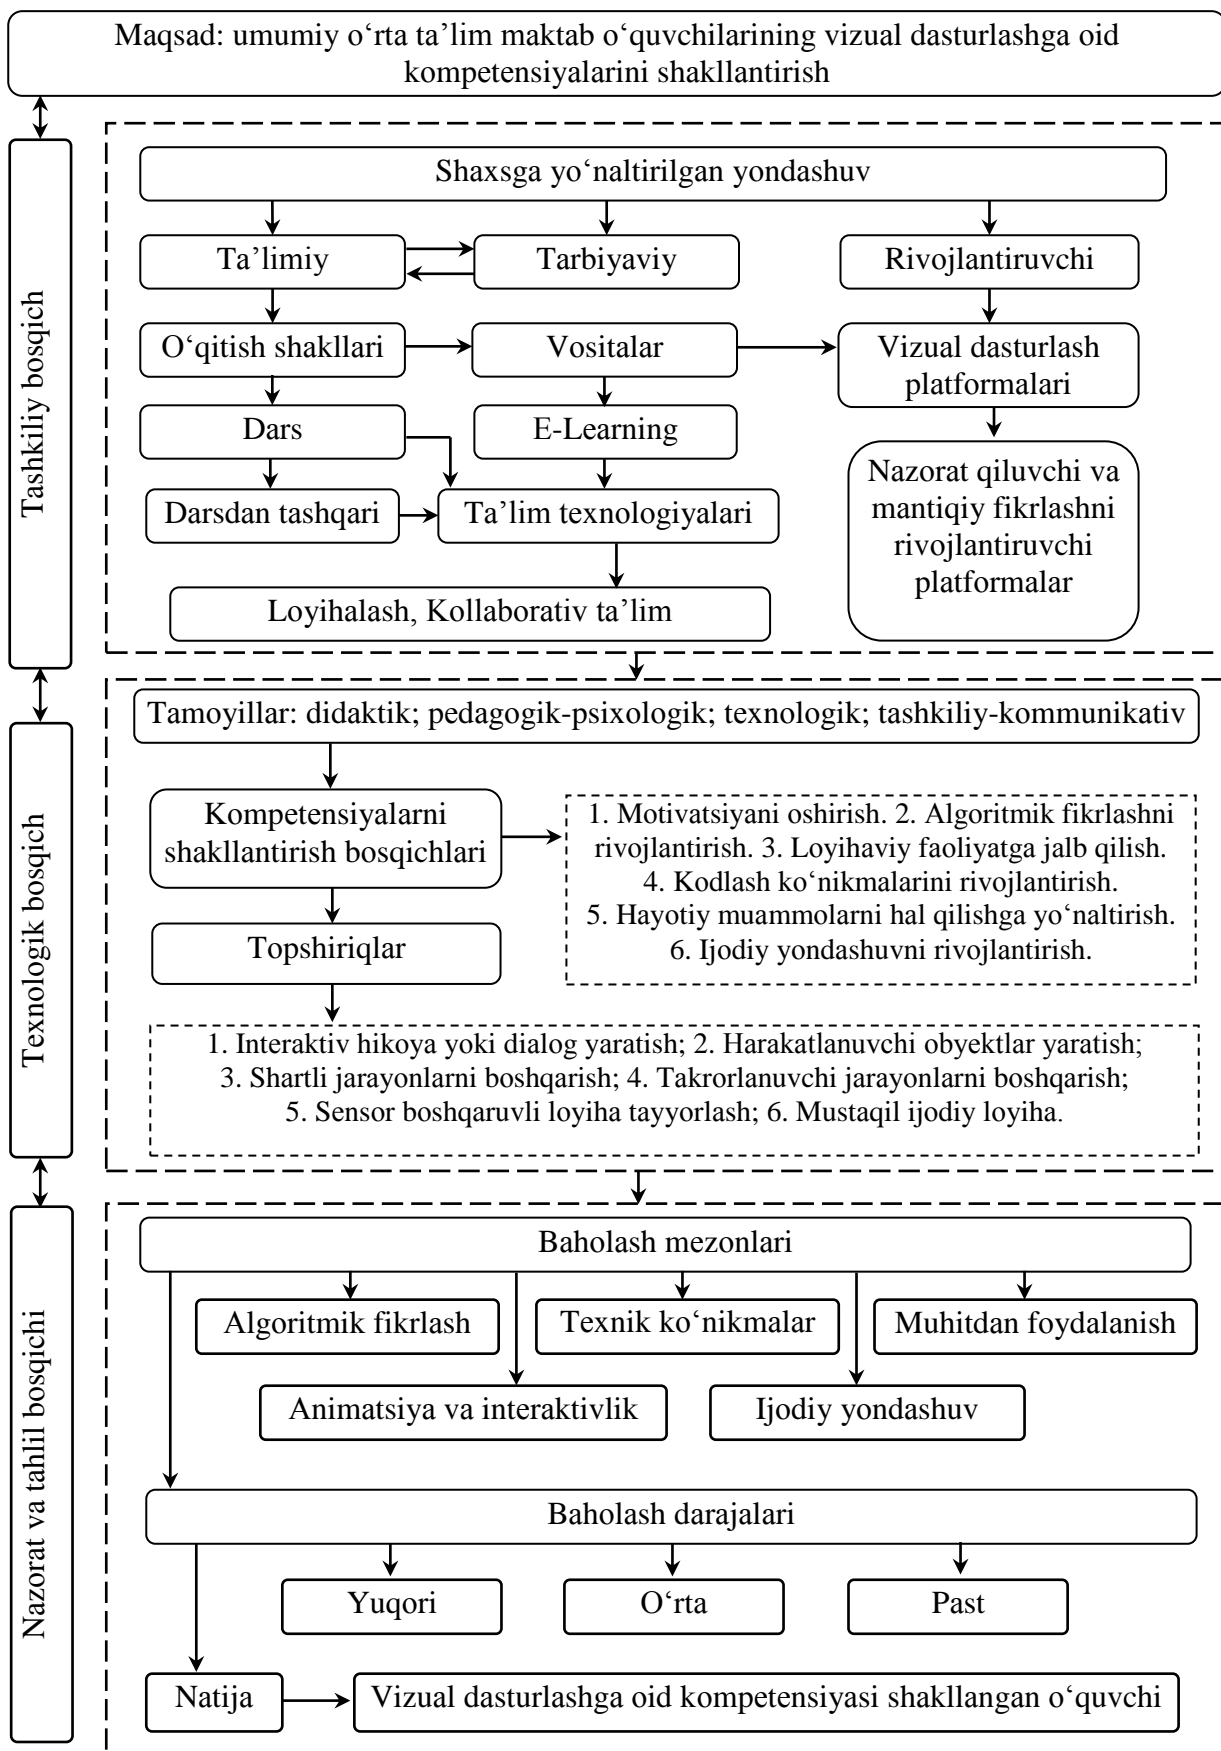 Maqsad: umumiy o‘rta ta’lim maktab o‘quvchilarining vizual dasturlashga oid
kompetensiyalarini shakllantirish
Tashkiliy bosqich
Shaxsga yo‘naltirilgan yondashuv
Ta’limiy
Tarbiyaviy
Rivojlantiruvchi
O‘qitish shakllari
Vositalar
Vizual dasturlash
platformalari
Dars
E-Learning
Nazorat qiluvchi va
mantiqiy fikrlashni
rivojlantiruvchi
platformalar
Darsdan tashqari
Ta’lim texnologiyalari
Loyihalash, Kollaborativ ta’lim
Texnologik bosqich
Tamoyillar: didaktik; pedagogik-psixologik; texnologik; tashkiliy-kommunikativ
Kompetensiyalarni
shakllantirish bosqichlari
1. Motivatsiyani oshirish. 2. Algoritmik fikrlashni
rivojlantirish. 3. Loyihaviy faoliyatga jalb qilish.
4. Kodlash ko‘nikmalarini rivojlantirish.
5. Hayotiy muammolarni hal qilishga yo‘naltirish.
6. Ijodiy yondashuvni rivojlantirish.
Topshiriqlar
1. Interaktiv hikoya yoki dialog yaratish; 2. Harakatlanuvchi obyektlar yaratish;
3. Shartli jarayonlarni boshqarish; 4. Takrorlanuvchi jarayonlarni boshqarish;
5. Sensor boshqaruvli loyiha tayyorlash; 6. Mustaqil ijodiy loyiha.
Nazorat va tahlil bosqichi
Baholash mezonlari
Algoritmik fikrlash
Texnik ko‘nikmalar
Muhitdan foydalanish
Animatsiya va interaktivlik
Ijodiy yondashuv
Baholash darajalari
Yuqori
O‘rta
Past
Natija
Vizual dasturlashga oid kompetensiyasi shakllangan o‘quvchi